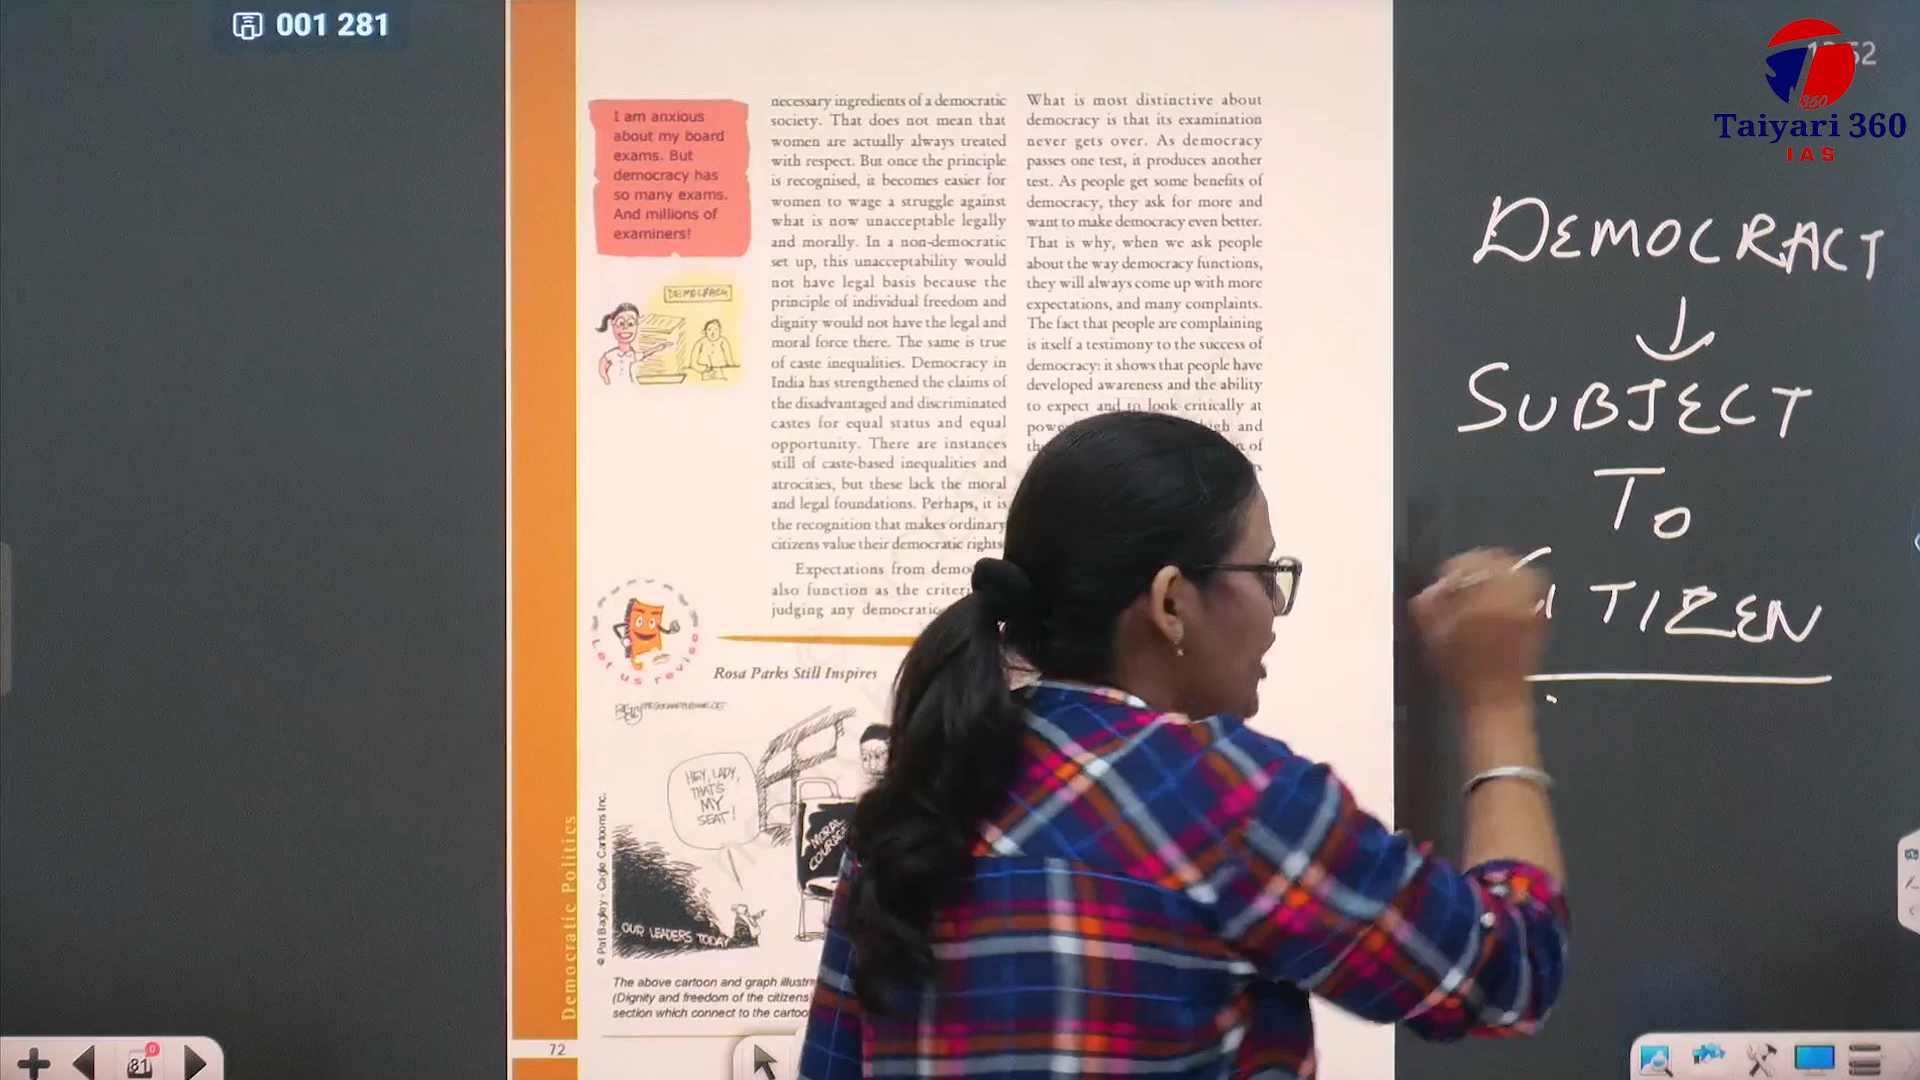 001 281
Taiyari 360
IAS
I am anxious
about my board
exams. But
democracy has
so many exams.
And millions of
examiners!
DEMOCRACY
necessary ingredients of a democratic
society. That does not mean that
women are actually always treated
with respect. But once the principle
is recognised, it becomes easier for
women to wage a struggle against
what is now unacceptable legally
and morally. In a non-democratic
set up, this unacceptability would
not have legal basis because the
principle of individual freedom and
dignity would not have the legal and
moral force there. The same is true
of caste inequalities. Democracy in
India has strengthened the claims of
the disadvantaged and discriminated
castes for equal status and equal
opportunity. There are instances
still of caste-based inequalities and
atrocities, but these lack the moral
and legal foundations. Perhaps, it is
the recognition that makes ordinary
citizens value their democratic rights
Expectations from demo
also function as the criteri
judging any democratic
What is most distinctive about
democracy is that its examination
never gets over. As democracy
passes one test, it produces another
test. As people get some benefits of
democracy, they ask for more and
want to make democracy even better.
That is why, when we ask people
about the way democracy functions,
they will always come up with more
expectations, and many complaints.
The fact that people are complaining
is itself a testimony to the success of
democracy: it shows that people have
developed awareness and the ability
to expect and to look critically at
power
high and
of
Let us revise
Rosa Parks Still Inspires
HEY, LADY,
THAT'S
MY
SEAT!
MORAL
COURAGE
OUR LEADERS TODAY
© Pat Bagley - Cagle Cartoons Inc.
The above cartoon and graph illustr
(Dignity and freedom of the citizens
section which connect to the cartoo
Democratic Politics
72
DEMOCRACT
SUBJECT
TO
TIZEN
81
0